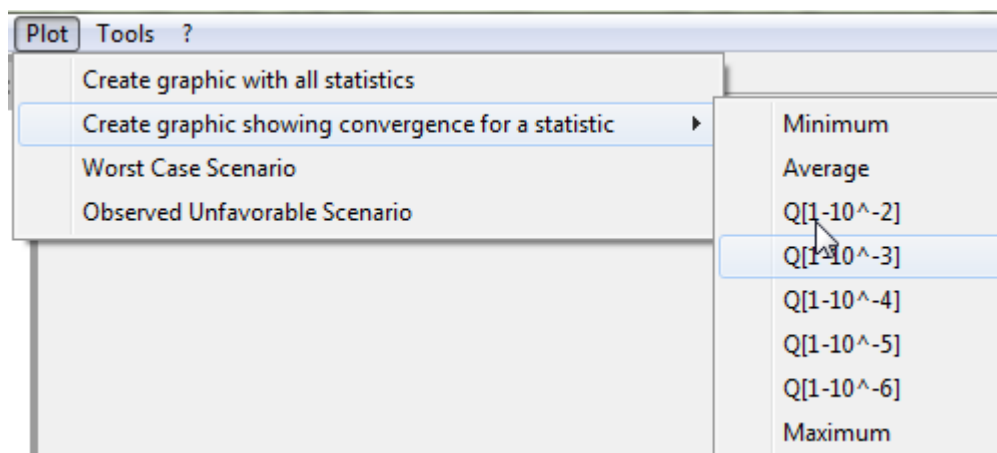 Plot Tools ?
Create graphic with all statistics
Create graphic showing convergence for a statistic
Worst Case Scenario
Observed Unfavorable Scenario
Minimum
Average
Q[1-10^-2]
Q[1-10^-3]
Q[1-10^-4]
Q[1-10^-5]
Q[1-10^-6]
Maximum